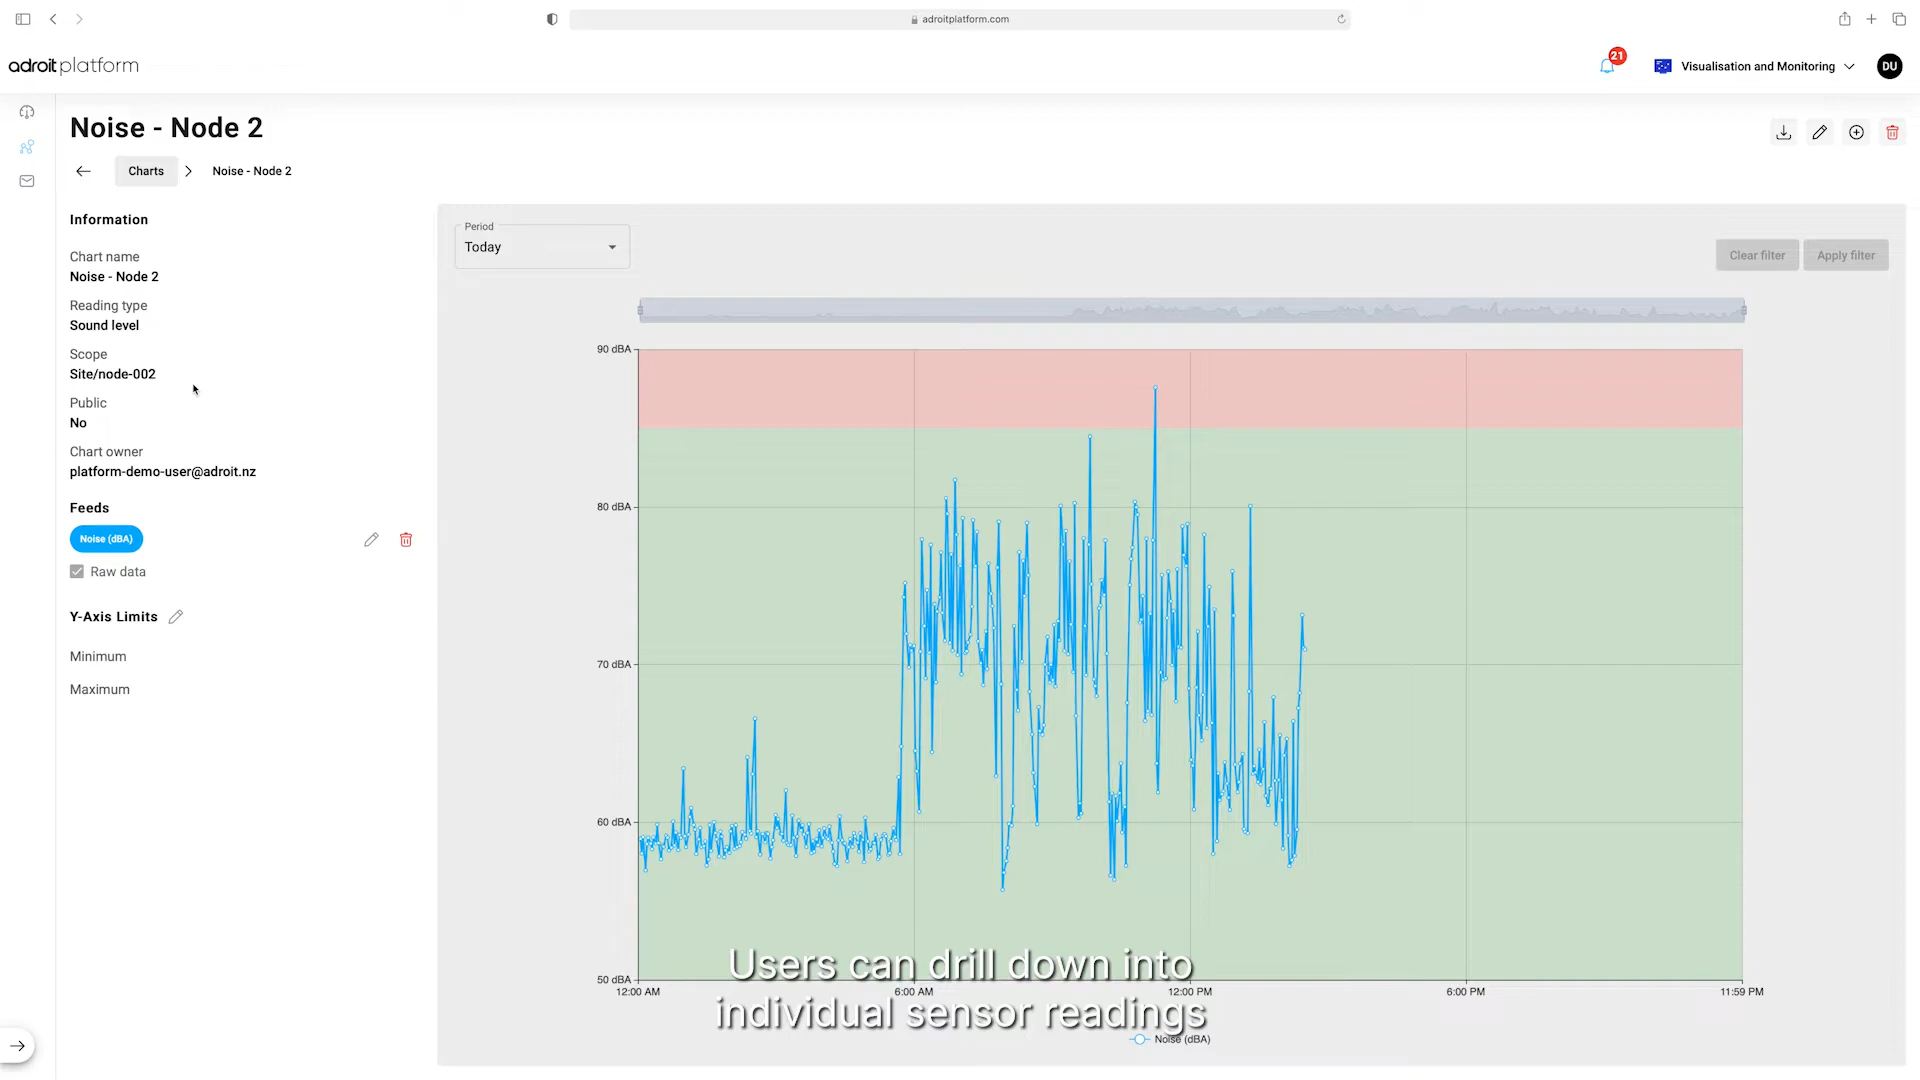 adroitplatform.com
adroit platform
21
Visualisation and Monitoring
DU
Noise - Node 2
Charts
Noise - Node 2
Information
Chart name
Noise - Node 2
Reading type
Sound level
Scope
Site/node-002
Public
No
Chart owner
platform-demo-user@adroit.nz
Feeds
Noise (dBA)
Raw data
Y-Axis Limits
Minimum
Maximum
Period
Today
Clear filter
Apply filter
90 dBA
80 dBA
70 dBA
60 dBA
50 dBA
12:00 AM
6:00 AM
12:00 PM
6:00 PM
11:59 PM
Users can drill down into
individual sensor readings
Noise (dBA)